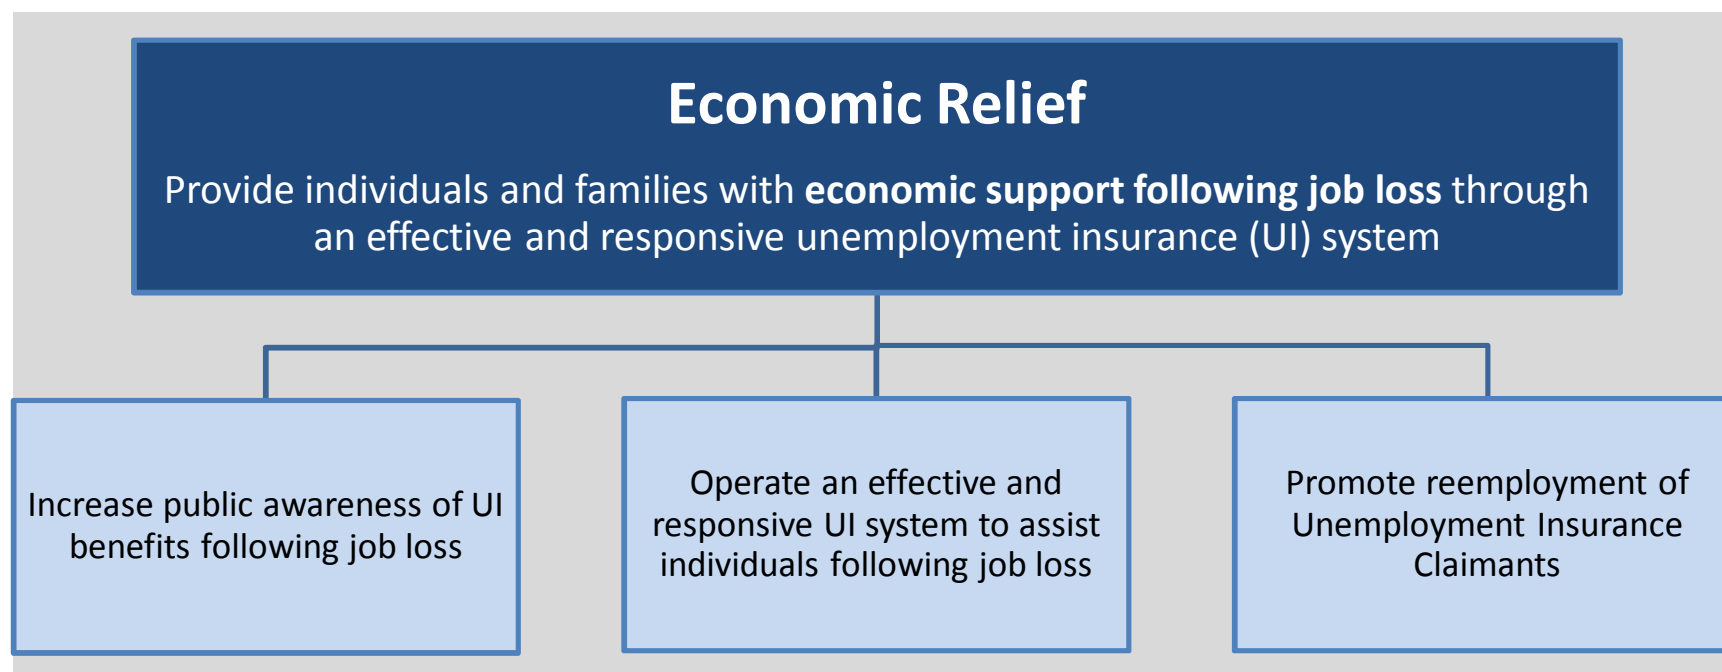 Economic Relief
Provide individuals and families with economic support following job loss through
an effective and responsive unemployment insurance (UI) system
Increase public awareness of UI
benefits following job loss
Operate an effective and
responsive UI system to assist
individuals following job loss
Promote reemployment of
Unemployment Insurance
Claimants